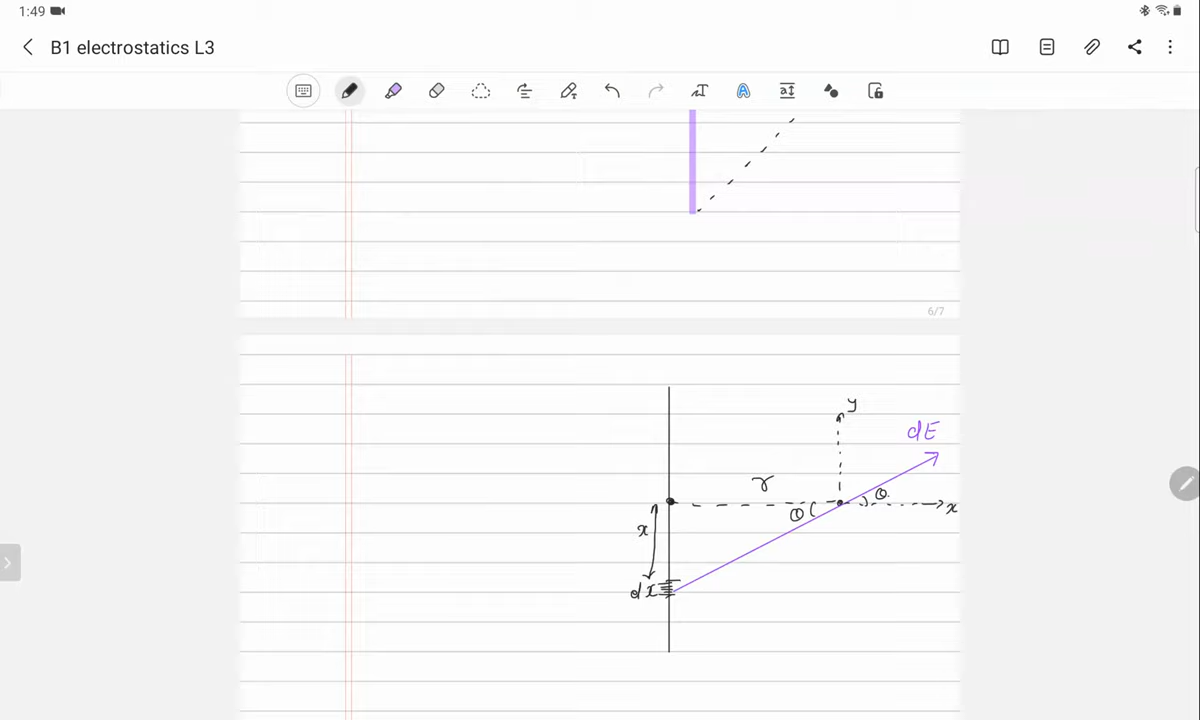 1:49
B1 electrostatics L3
6/7
y
dE
r
θ
θ
x
x
dx